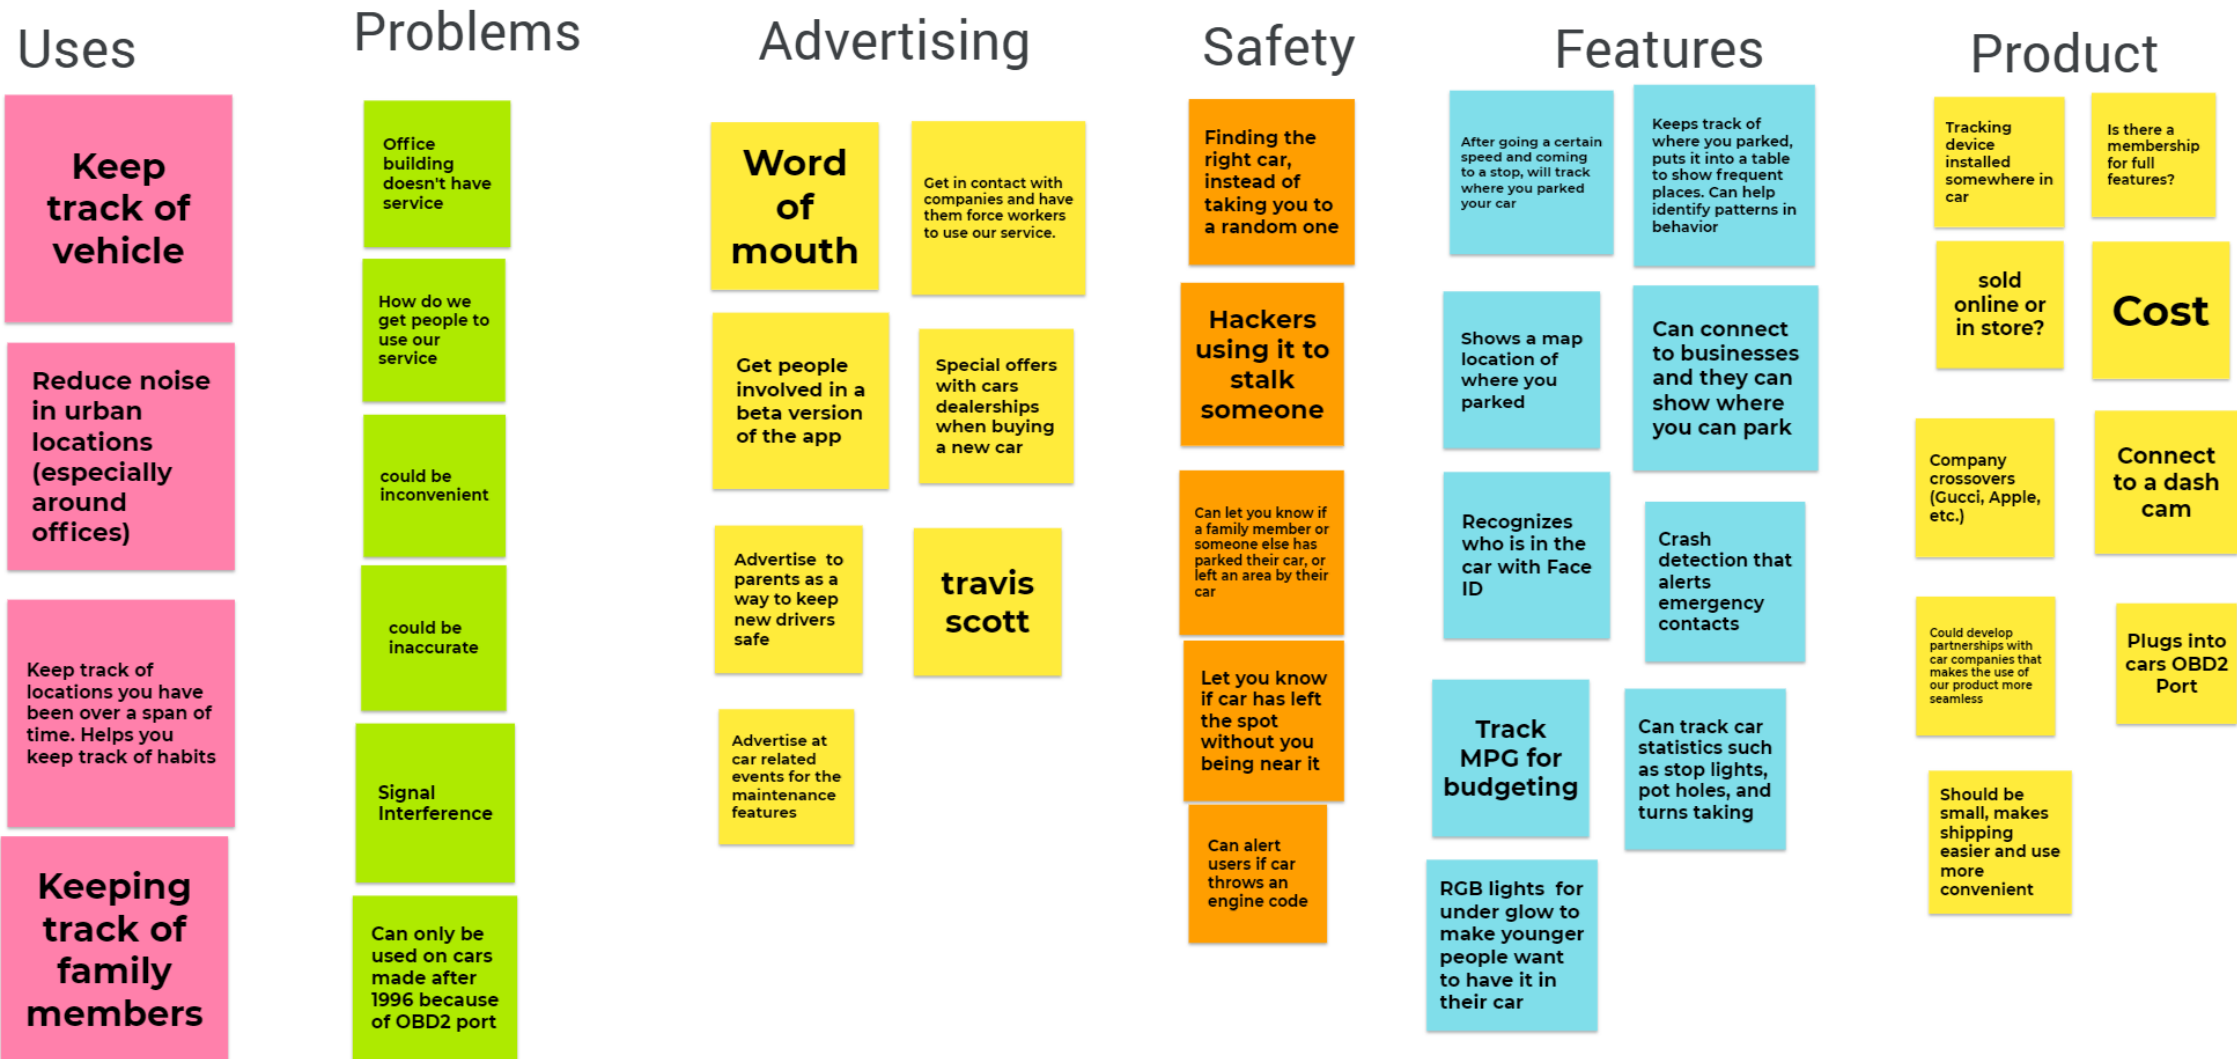 Uses
Keep
track of
vehicle
Reduce noise
in urban
locations
(especially
around
offices)
Keep track of
locations you have
been over a span of
time. Helps you
keep track of habits
Keeping
track of
family
members
Problems
Office
building
doesn't have
service
How do we
get people to
use our
service
could be
inconvenient
could be
inaccurate
Signal
Interference
Can only be
used on cars
made after
1996 because
of OBD2 port
Advertising
Word
of
mouth
Get in contact with
companies and have
them force workers
to use our service.
Get people
involved in a
beta version
of the app
Special offers
with cars
dealerships
when buying
a new car
Advertise to
parents as a
way to keep
new drivers
safe
travis
scott
Advertise at
car related
events for the
maintenance
features
Safety
Finding the
right car,
instead of
taking you to
a random one
Hackers
using it to
stalk
someone
Can let you know if
a family member or
someone else has
parked their car, or
left an area by their
car
Let you know
if car has left
the spot
without you
being near it
Can alert
users if car
throws an
engine code
Features
After going a certain
speed and coming
to a stop, will track
where you parked
your car
Keeps track of
where you parked,
puts it into a table
to show frequent
places. Can help
identify patterns in
behavior
Shows a map
location of
where you
parked
Can connect
to businesses
and they can
show where
you can park
Recognizes
who is in the
car with Face
ID
Crash
detection that
alerts
emergency
contacts
Track
MPG for
budgeting
Can track car
statistics such
as stop lights,
pot holes, and
turns taking
RGB lights for
under glow to
make younger
people want
to have it in
their car
Product
Tracking
device
installed
somewhere in
car
Is there a
membership
for full
features?
sold
online or
in store?
Cost
Company
crossovers
(Gucci, Apple,
etc.)
Connect
to a dash
cam
Could develop
partnerships with
car companies that
makes the use of
our product more
seamless
Plugs into
cars OBD2
Port
Should be
small, makes
shipping
easier and use
more
convenient